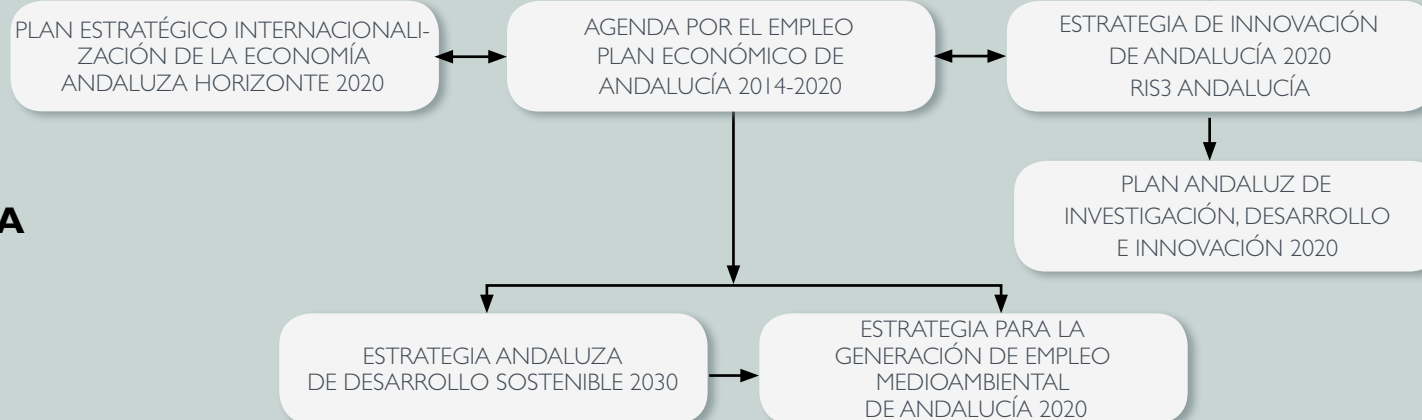 PLAN ESTRATÉGICO INTERNACIONALI-
ZACIÓN DE LA ECONOMÍA
ANDALUZA HORIZONTE 2020
AGENDA POR EL EMPLEO
PLAN ECONÓMICO DE
ANDALUCÍA 2014-2020
ESTRATEGIA DE INNOVACIÓN
DE ANDALUCÍA 2020
RIS3 ANDALUCÍA
PLAN ANDALUZ DE
INVESTIGACIÓN, DESARROLLO
E INNOVACIÓN 2020
A
ESTRATEGIA ANDALUZA
DE DESARROLLO SOSTENIBLE 2030
ESTRATEGIA PARA LA
GENERACIÓN DE EMPLEO
MEDIOAMBIENTAL
DE ANDALUCÍA 2020